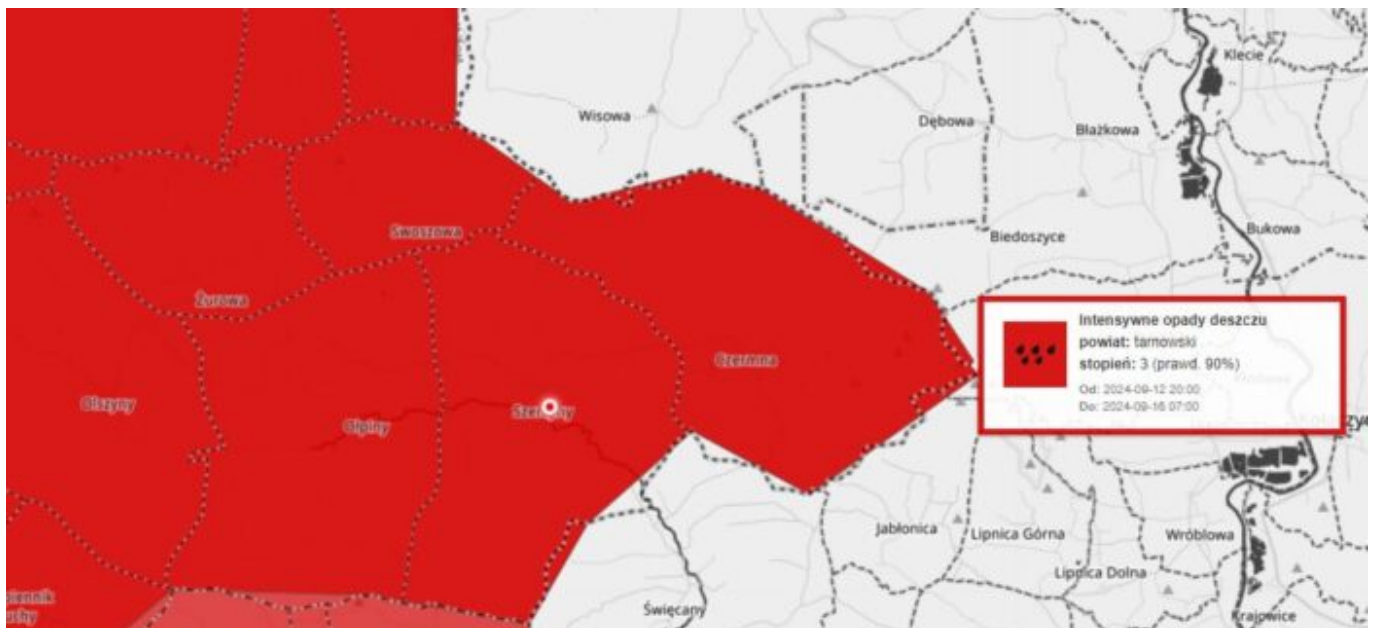 Klecie
Wisowa
Dębowa
Błażkowa
Swoszowa
Biedoszyce
Bukowa
Żurowa
Intensywne opady deszczu
powiat: tarnowski
stopień: 3 (prawd. 90%)
Od: 2024-09-12 20:00
Do: 2024-09-16 07:00
Czermna
Olszyny
Ołpiny
Szerzyny
Jabłonica
Lipnica Górna
Wróblowa
Lipnica Dolna
Święcany
Krajowice